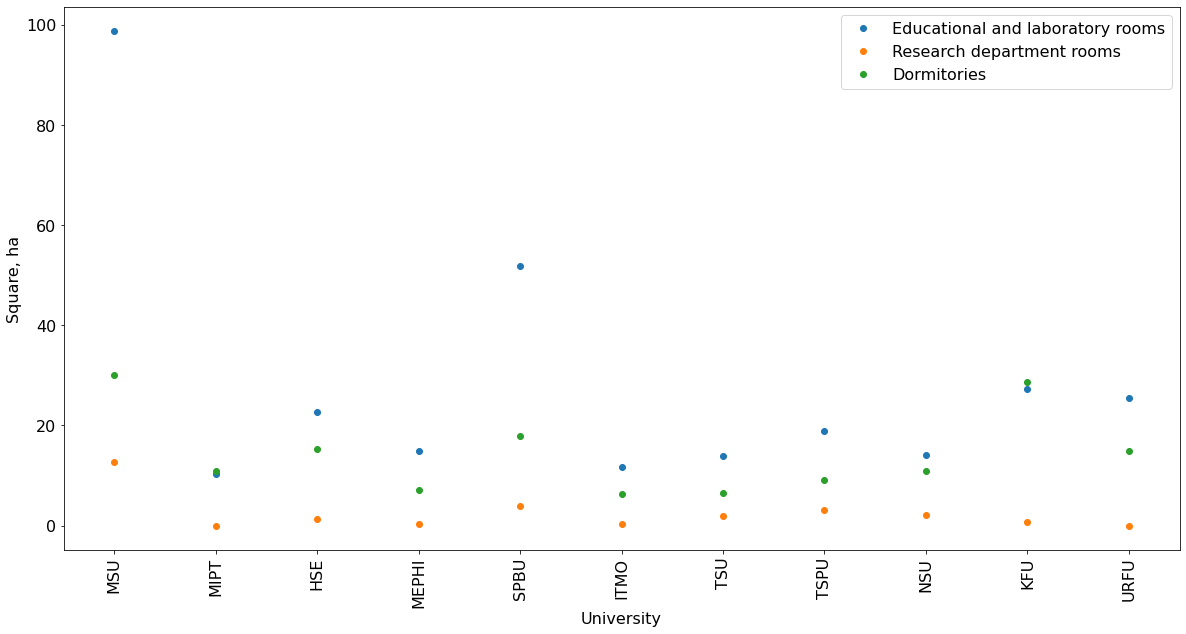 Educational and laboratory rooms
Research department rooms
Dormitories
100
80
60
40
20
0
Square, ha
MSU
MIPT
HSE
MEPHI
SPBU
ITMO
TSU
TSPU
NSU
KFU
URFU
University